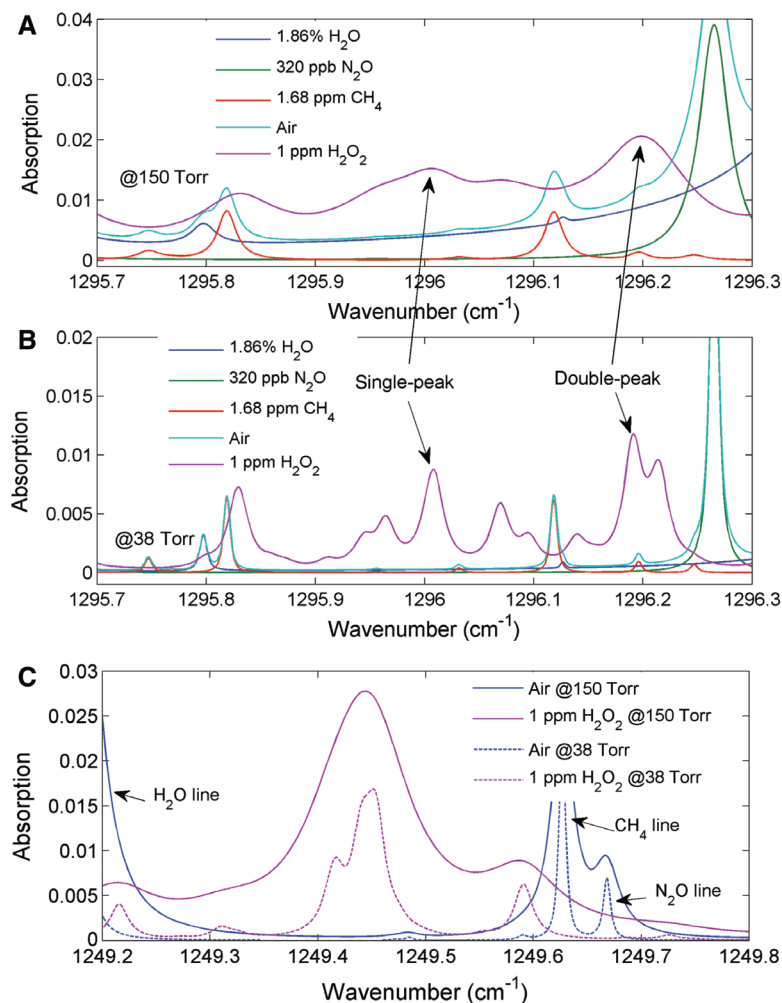 A
0.04
0.03
0.02
0.01
0
Absorption
1.86% H₂O
320 ppb N₂O
1.68 ppm CH₄
Air
1 ppm H₂O₂
@150 Torr
1295.7 1295.8 1295.9 1296 1296.1 1296.2 1296.3
Wavenumber (cm⁻¹)
B
0.02
0.015
0.01
0.005
0
Absorption
1.86% H₂O
320 ppb N₂O
1.68 ppm CH₄
Air
1 ppm H₂O₂
Single-peak
Double-peak
@38 Torr
1295.7 1295.8 1295.9 1296 1296.1 1296.2 1296.3
Wavenumber (cm⁻¹)
C
0.03
0.025
0.02
0.015
0.01
0.005
0
Absorption
Air @150 Torr
1 ppm H₂O₂ @150 Torr
Air @38 Torr
1 ppm H₂O₂ @38 Torr
H₂O line
CH₄ line
N₂O line
1249.2 1249.3 1249.4 1249.5 1249.6 1249.7 1249.8
Wavenumber (cm⁻¹)